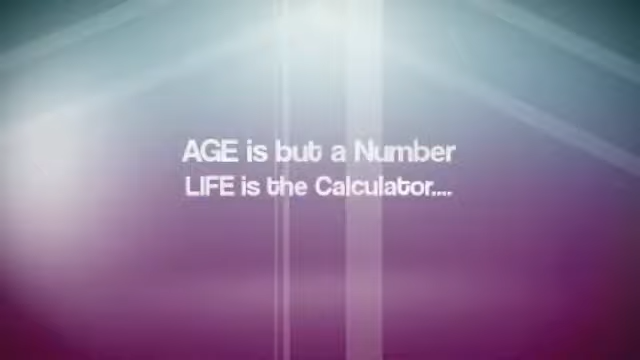 AGE is but a Number
LIFE is the Calculator....